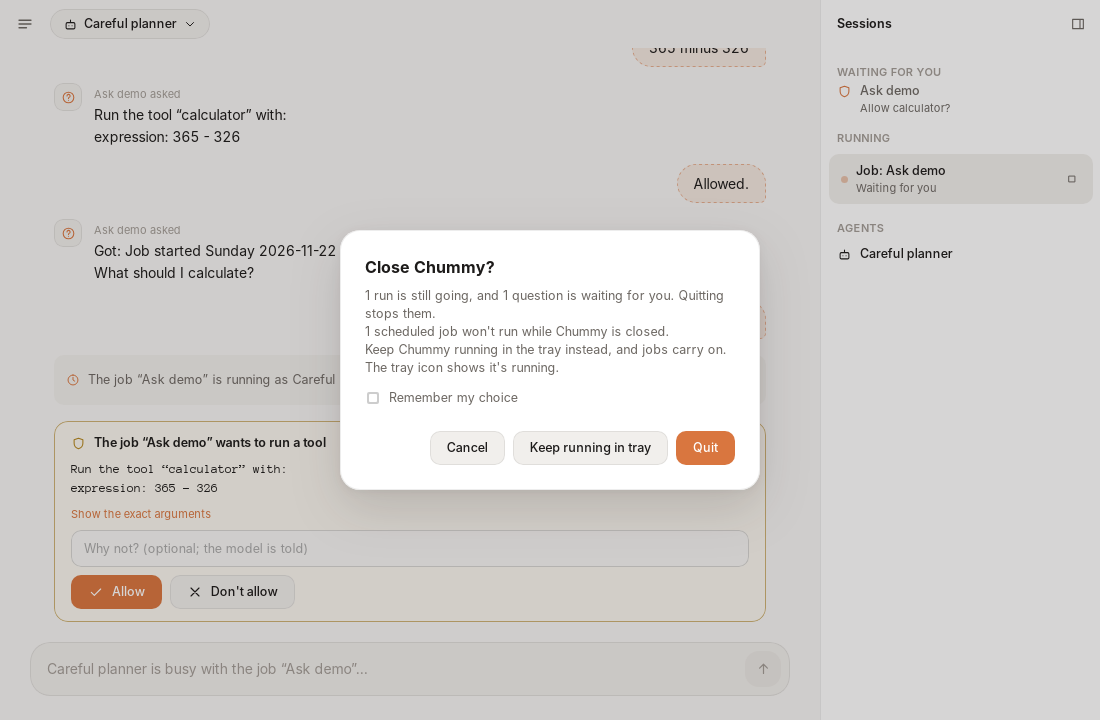 Careful planner
365 minus 326
Ask demo asked
Run the tool “calculator” with:
expression: 365 - 326
Allowed.
Ask demo asked
Got: Job started Sunday 2026-11-22
What should I calculate?
The job “Ask demo” is running as Careful
The job “Ask demo” wants to run a tool
Run the tool “calculator” with:
expression: 365 - 326
Show the exact arguments
Why not? (optional; the model is told)
Allow
Don't allow
Careful planner is busy with the job “Ask demo”...
Close Chummy?
1 run is still going, and 1 question is waiting for you. Quitting
stops them.
1 scheduled job won't run while Chummy is closed.
Keep Chummy running in the tray instead, and jobs carry on.
The tray icon shows it's running.
Remember my choice
Cancel
Keep running in tray
Quit
Sessions
WAITING FOR YOU
Ask demo
Allow calculator?
RUNNING
Job: Ask demo
Waiting for you
AGENTS
Careful planner